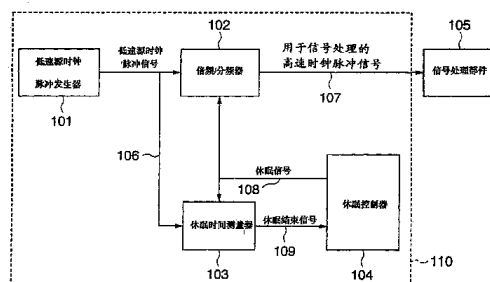 102
105
低速源时钟
脉冲发生器
101
低速源时钟
脉冲信号
倍频/分频器
用于信号处理的
高速时钟脉冲信号
107
信号处理部件
106
休眠信号
108
休眠时间测量器
103
休眠结束信号
109
休眠控制器
104
110